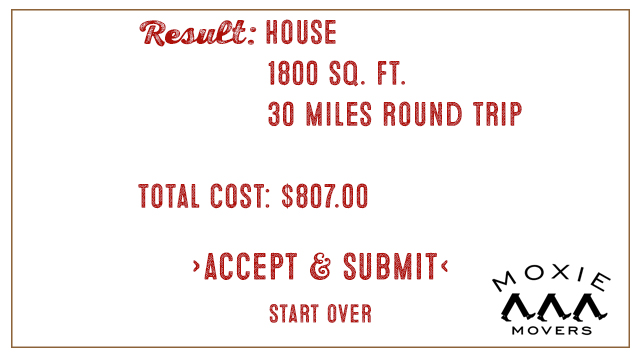 Result: HOUSE
1800 SQ. FT.
30 MILES ROUND TRIP
TOTAL COST: $807.00
>ACCEPT & SUBMIT<
START OVER
MOXIE
MOVERS